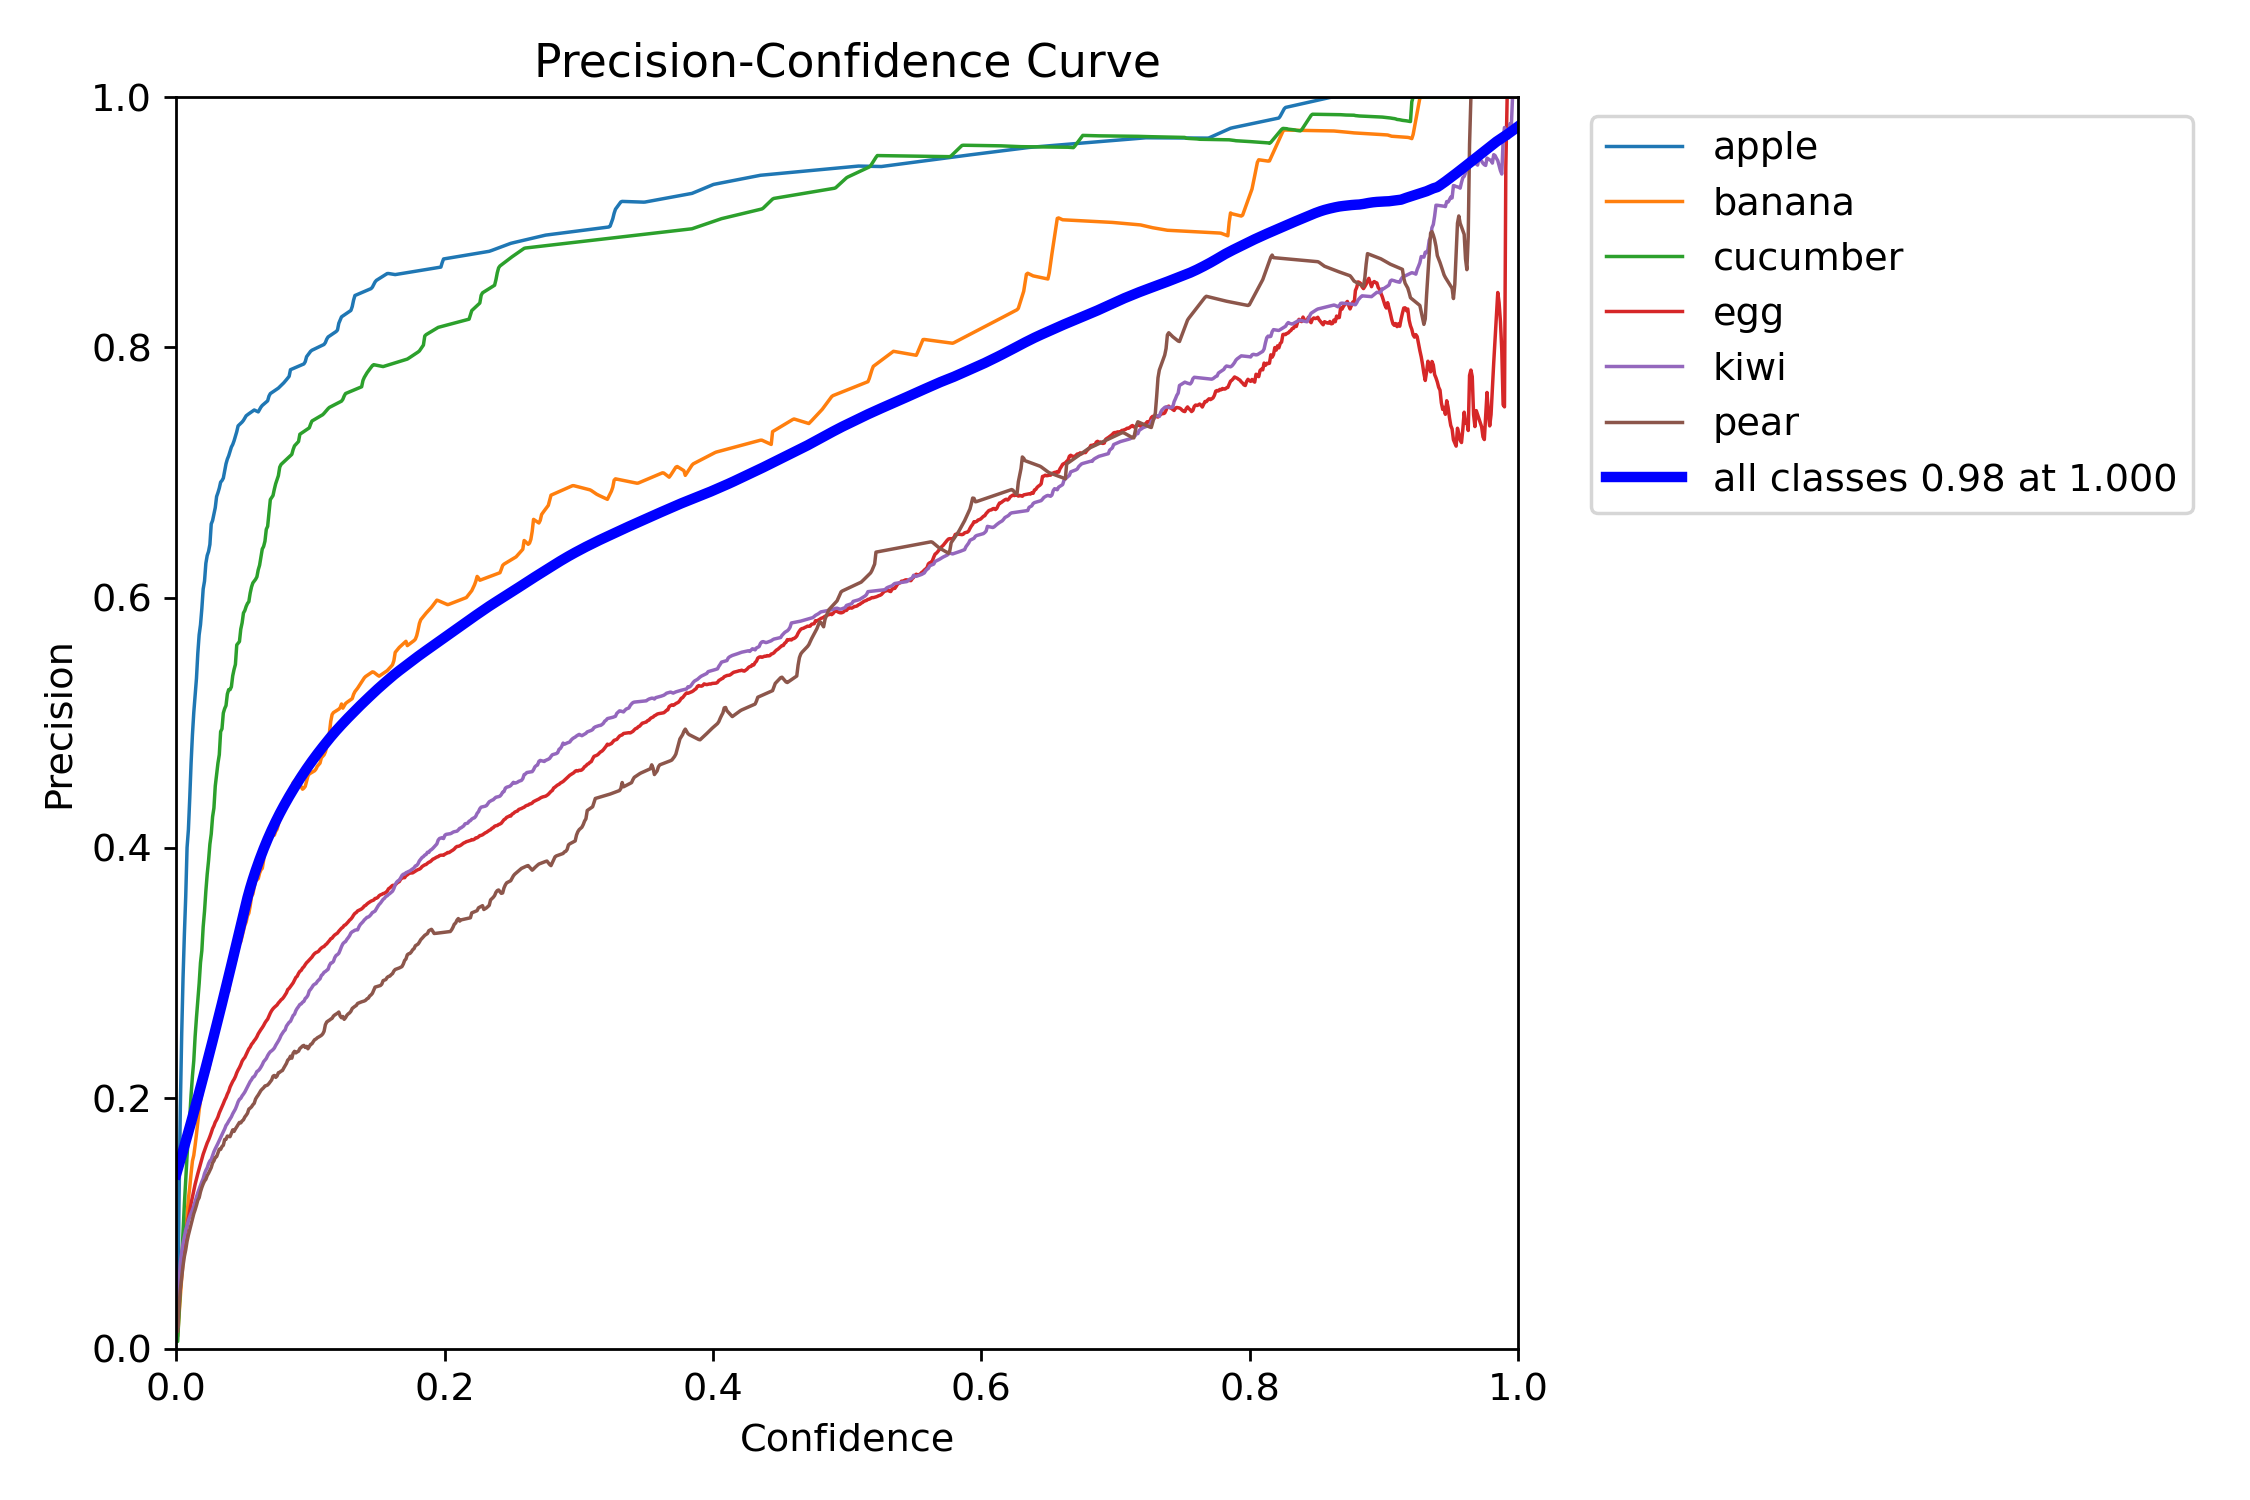 Precision-Confidence Curve
1.0
0.8
0.6
0.4
0.2
0.0
Precision
0.0 0.2 0.4 0.6 0.8 1.0
Confidence
apple
banana
cucumber
egg
kiwi
pear
all classes 0.98 at 1.000